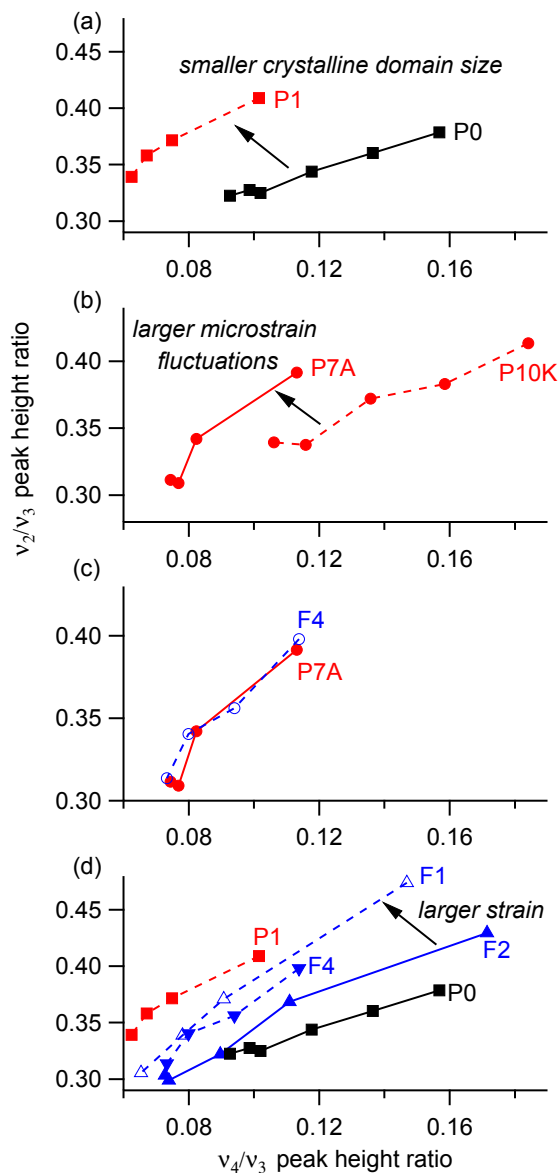 (a)
0.45
0.40
0.35
0.30
smaller crystalline domain size
P1
P0
0.08
0.12
0.16
(b)
0.40
0.35
0.30
larger microstrain
fluctuations
P7A
P10K
0.08
0.12
0.16
ν2/ν3 peak height ratio
(c)
0.40
0.35
0.30
F4
P7A
0.08
0.12
0.16
(d)
0.45
0.40
0.35
0.30
F1
larger strain
P1
F4
F2
P0
0.08
0.12
0.16
ν4/ν3 peak height ratio